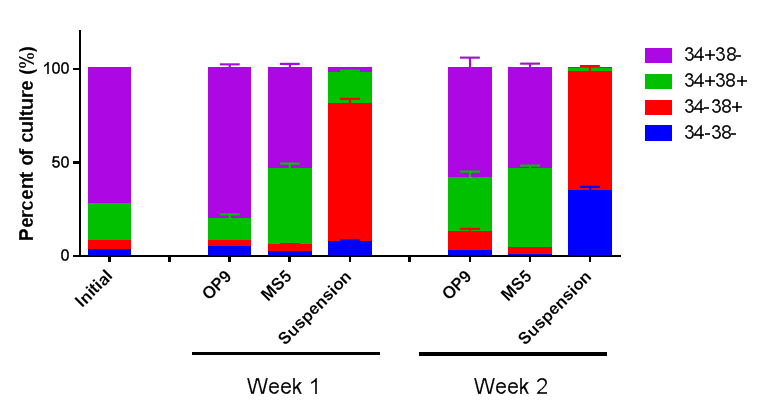 Percent of culture (%)
100
50
0
Initial
OP9
MS5
Suspension
OP9
MS5
Suspension
Week 1
Week 2
34+38-
34+38+
34-38+
34-38-